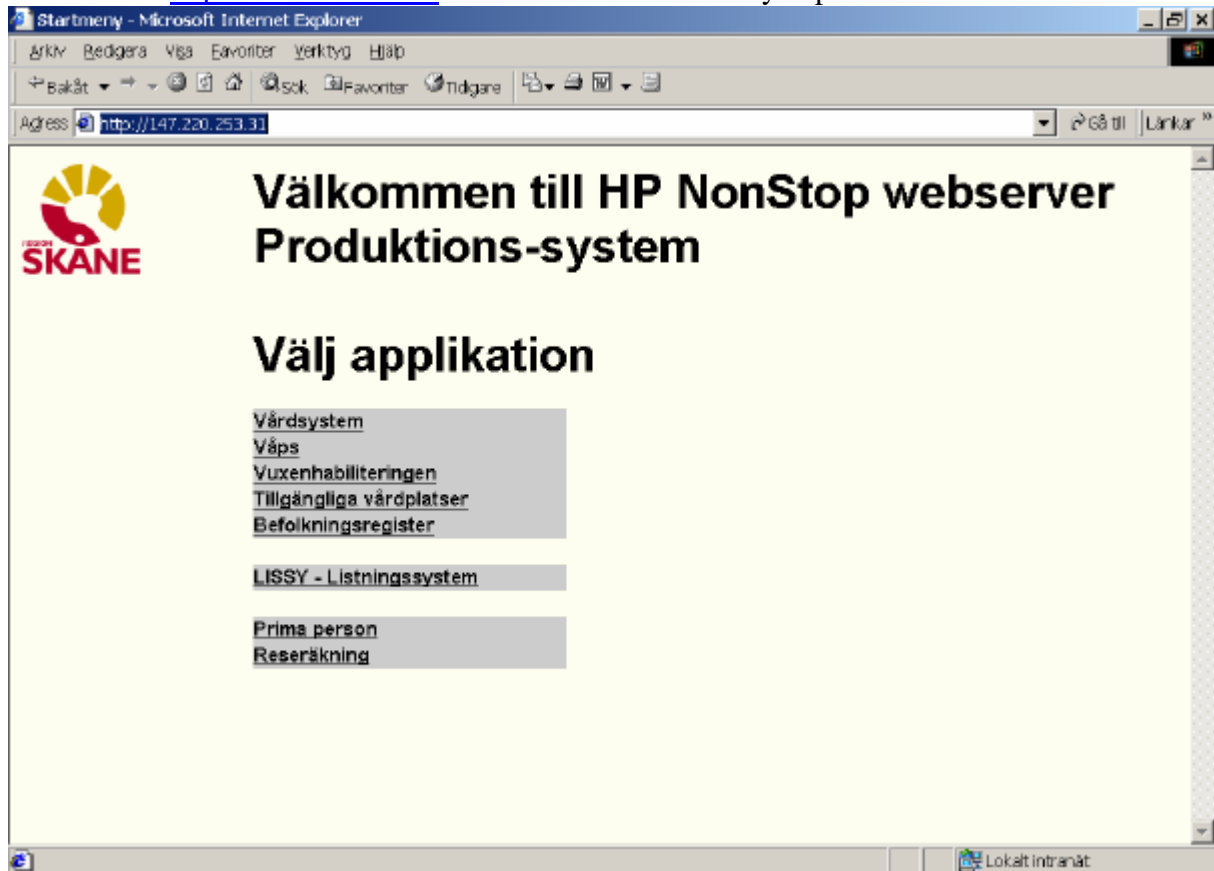 Startmeny - Microsoft Internet Explorer
Arkiv Redigera Visa Favoriter Verktyg Hjälp
Bakåt Sök Favoriter Tidigare
Adress http://147.220.253.31 Gå till Länkar »
REGION
SKÅNE
Välkommen till HP NonStop webserver
Produktions-system
Välj applikation
Vårdsystem
Våps
Vuxenhabiliteringen
Tillgängliga vårdplatser
Befolkningsregister
LISSY - Listningssystem
Prima person
Reseräkning
Lokalt intranät